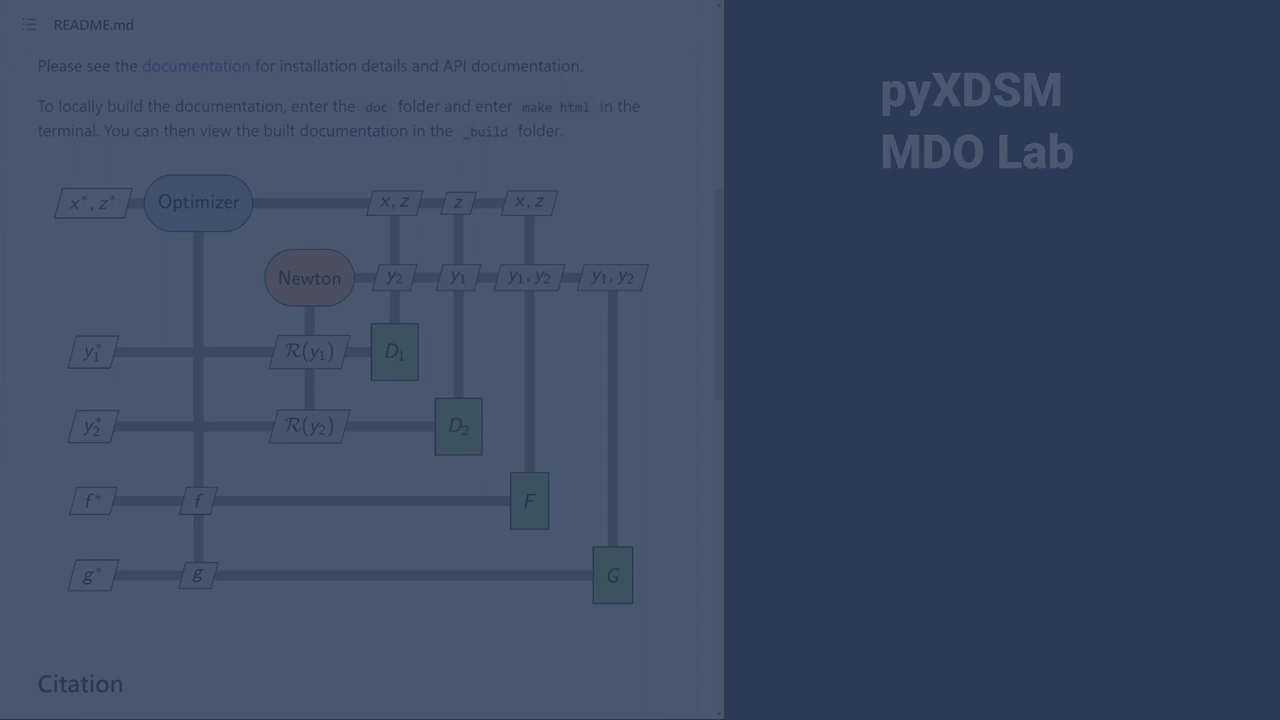 README.md
Please see the documentation for installation details and API documentation.
To locally build the documentation, enter the doc folder and enter make html in the
terminal. You can then view the built documentation in the _build folder.
x*, z* Optimizer x, z z x, z
Newton y₂ y₁ y₁, y₂ y₁, y₂
y₁* R(y₁) D₁
y₂* R(y₂) D₂
f* f F
g* g G
Citation
pyXDSM
MDO Lab